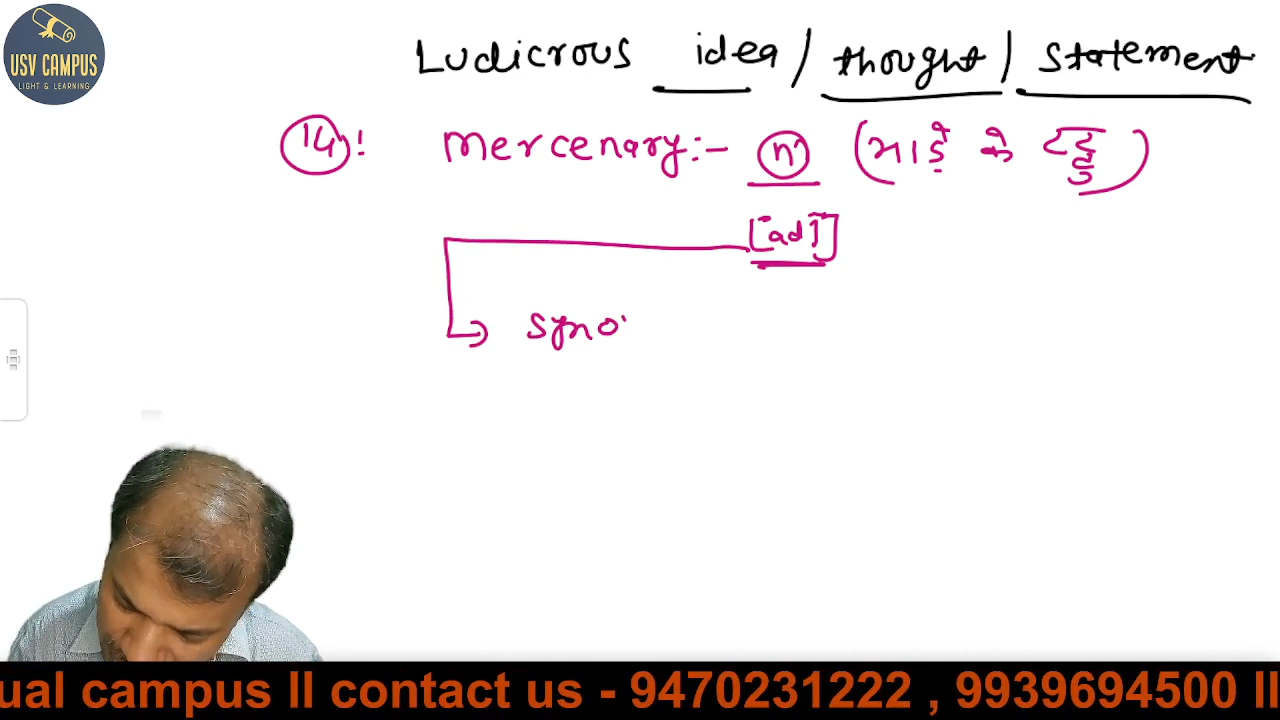 USV CAMPUS
LIGHT & LEARNING
Ludicrous idea / thought / statement
14! mercenary:- n (भाड़े के टट्टू)
[adj]
syno
ual campus II contact us - 9470231222 , 9939694500 II